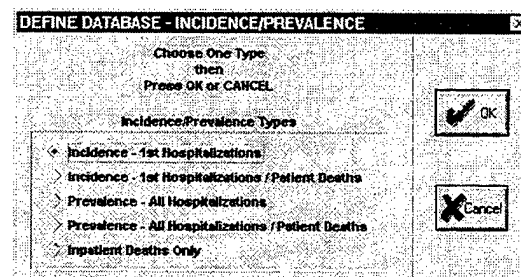 DEFINE DATABASE - INCIDENCE/PREVALENCE
Choose One Type
then
Press OK or CANCEL
Incidence/Prevalence Types
Incidence - 1st Hospitalizations
Incidence - 1st Hospitalizations / Patient Deaths
Prevalence - All Hospitalizations
Prevalence - All Hospitalizations / Patient Deaths
Inpatient Deaths Only
OK
Cancel